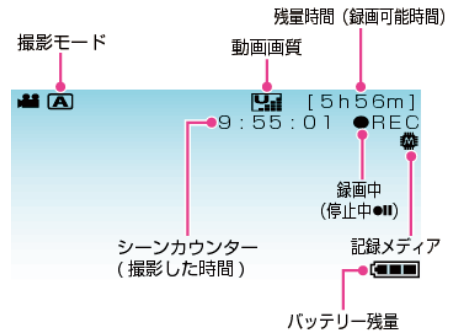 残量時間（録画可能時間）
撮影モード
動画画質
A
[5h56m]
9:55:01 ●REC
M
録画中
（停止中●II）
シーンカウンター
（撮影した時間）
記録メディア
バッテリー残量